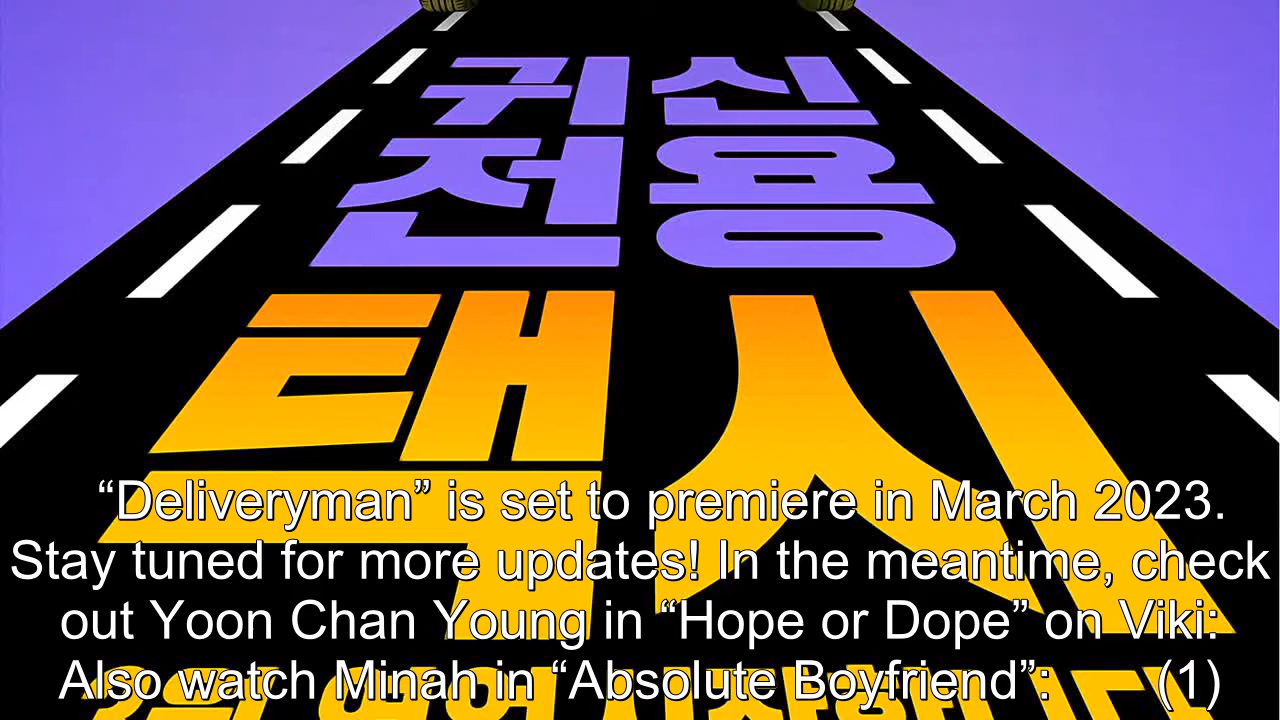 귀신
전용
택시
“Deliveryman” is set to premiere in March 2023.
Stay tuned for more updates! In the meantime, check
out Yoon Chan Young in “Hope or Dope” on Viki:
Also watch Minah in “Absolute Boyfriend”: (1)